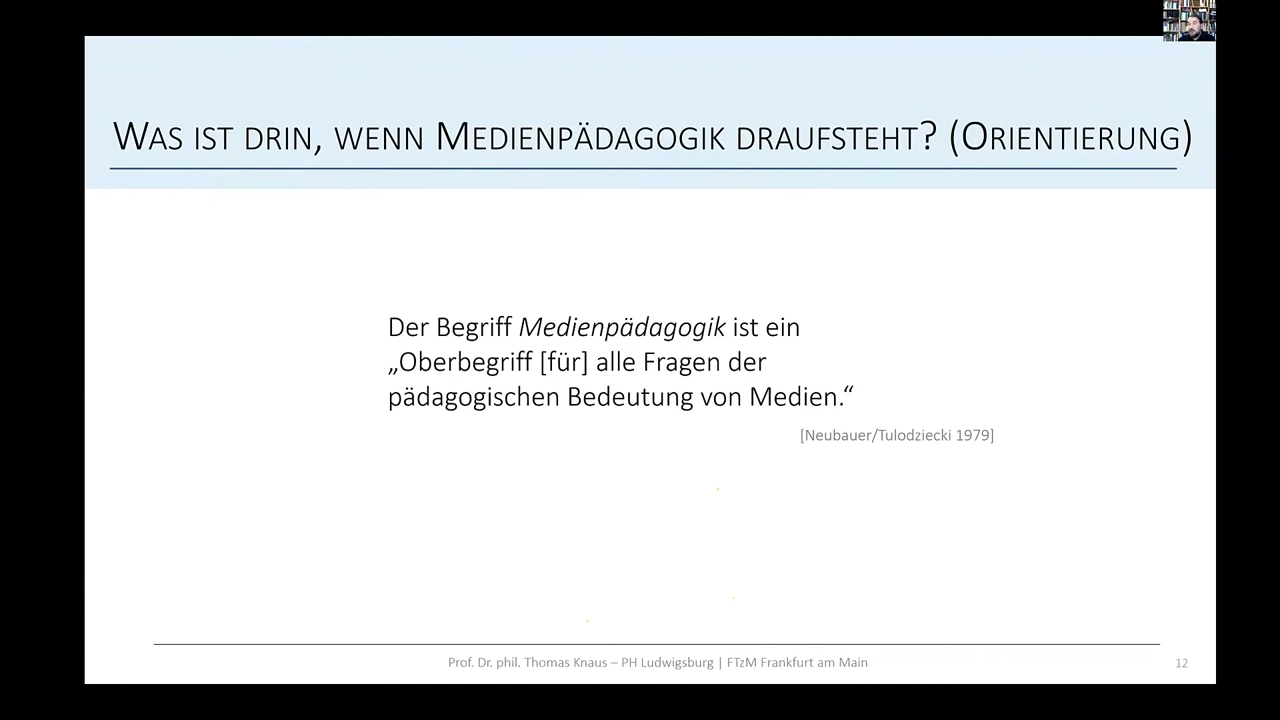 Was ist drin, wenn Medienpädagogik draufsteht? (Orientierung)
Der Begriff Medienpädagogik ist ein
„Oberbegriff [für] alle Fragen der
pädagogischen Bedeutung von Medien.“
[Neubauer/Tulodziecki 1979]
Prof. Dr. phil. Thomas Knaus – PH Ludwigsburg | FTzM Frankfurt am Main
12